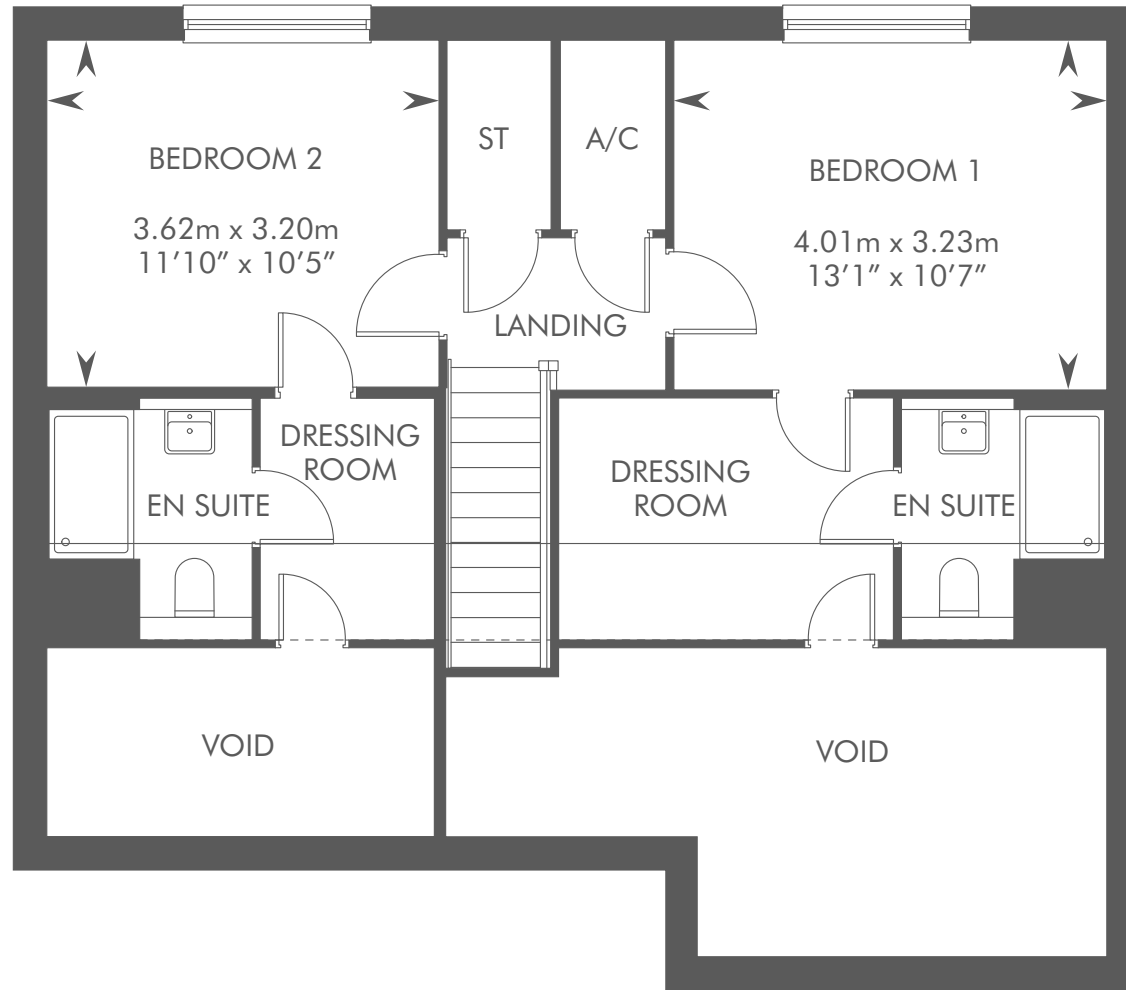 BEDROOM 2
3.62m x 3.20m
11’10” x 10’5”
ST
A/C
BEDROOM 1
4.01m x 3.23m
13’1” x 10’7”
LANDING
DRESSING
ROOM
EN SUITE
DRESSING
ROOM
EN SUITE
VOID
VOID